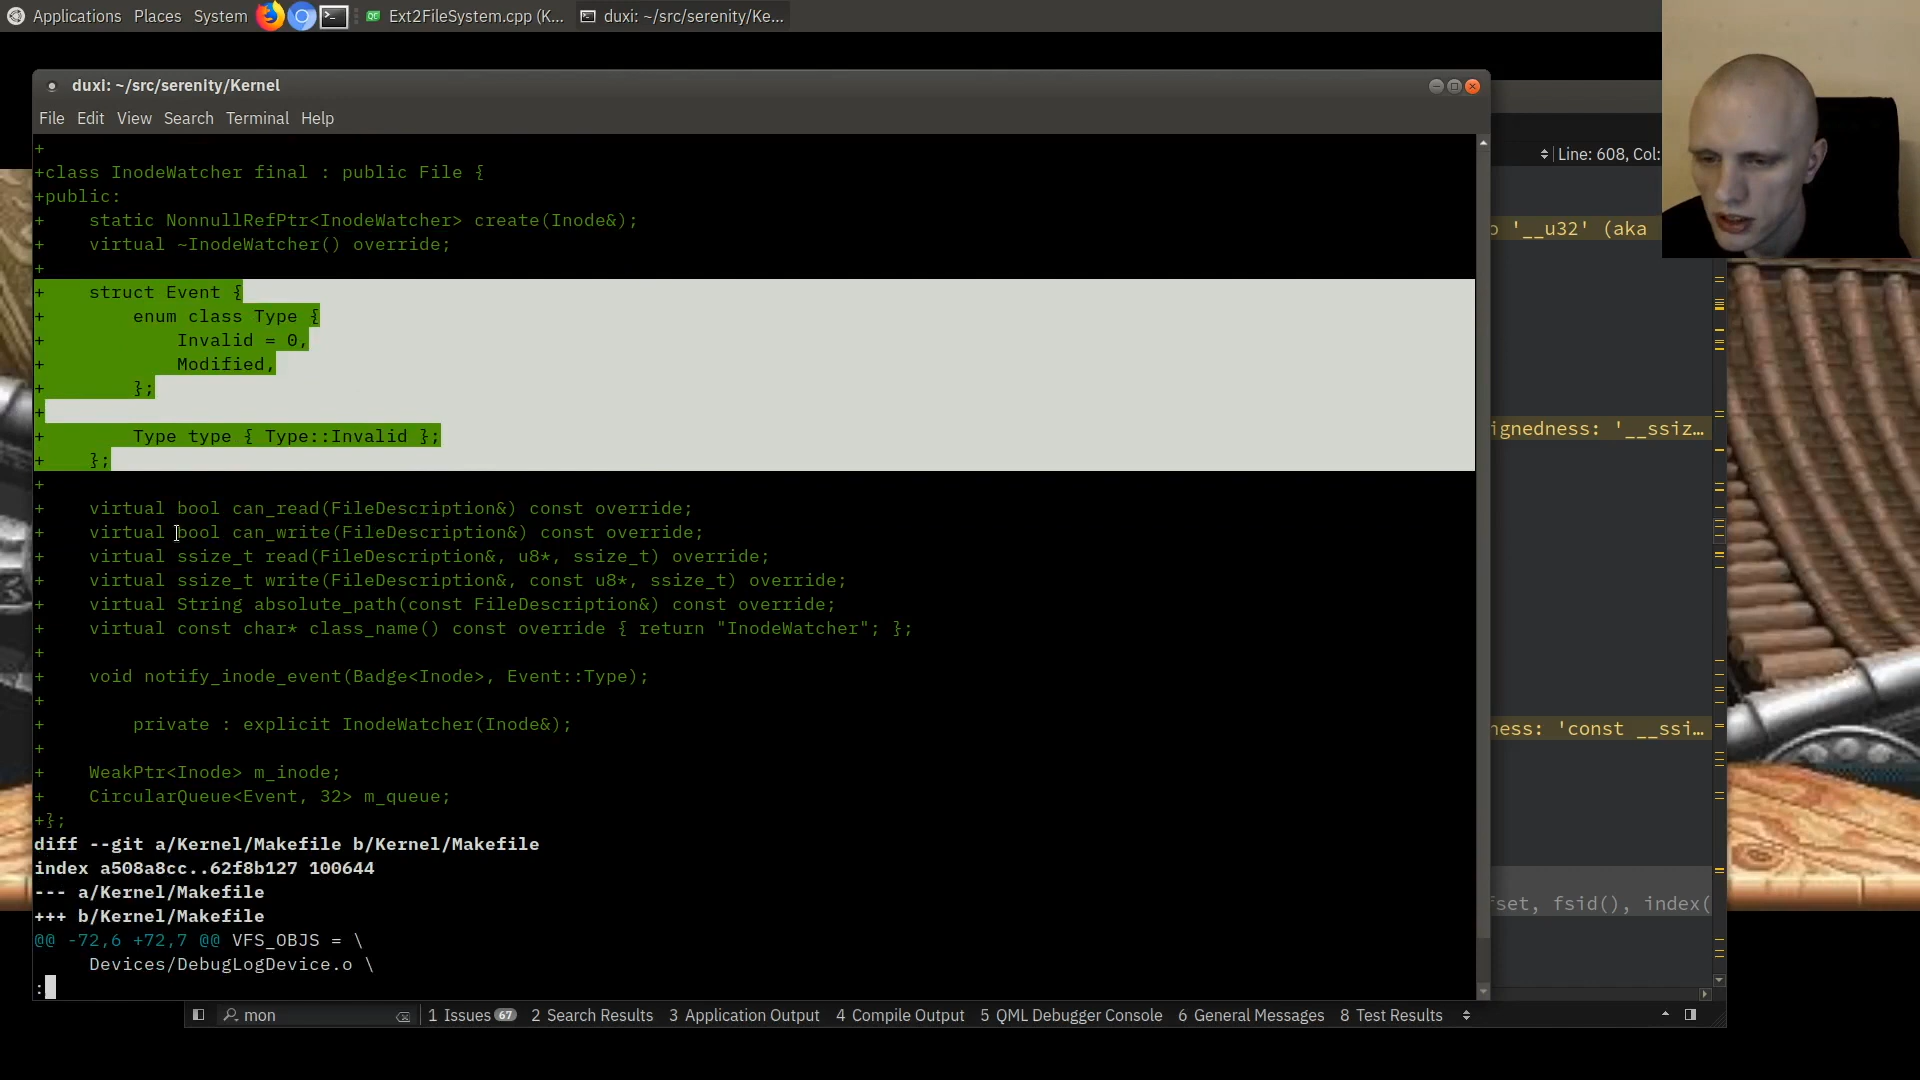 Applications Places System Ext2FileSystem.cpp (K... duxi: ~/src/serenity/Ke...
duxi: ~/src/serenity/Kernel
File Edit View Search Terminal Help
+
+class InodeWatcher final : public File {
+public:
+    static NonnullRefPtr<InodeWatcher> create(Inode&);
+    virtual ~InodeWatcher() override;
+
+    struct Event {
+        enum class Type {
+            Invalid = 0,
+            Modified,
+        };
+
+        Type type { Type::Invalid };
+    };
+
+    virtual bool can_read(FileDescription&) const override;
+    virtual bool can_write(FileDescription&) const override;
+    virtual ssize_t read(FileDescription&, u8*, ssize_t) override;
+    virtual ssize_t write(FileDescription&, const u8*, ssize_t) override;
+    virtual String absolute_path(const FileDescription&) const override;
+    virtual const char* class_name() const override { return "InodeWatcher"; };
+
+    void notify_inode_event(Badge<Inode>, Event::Type);
+
+        private : explicit InodeWatcher(Inode&);
+
+    WeakPtr<Inode> m_inode;
+    CircularQueue<Event, 32> m_queue;
+};
diff --git a/Kernel/Makefile b/Kernel/Makefile
index a508a8cc..62f8b127 100644
--- a/Kernel/Makefile
+++ b/Kernel/Makefile
@@ -72,6 +72,7 @@ VFS_OBJS = \
     Devices/DebugLogDevice.o \
:
Line: 608, Col:
o '__u32' (aka
ignedness: '__ssiz...
ness: 'const __ssi...
fset, fsid(), index(
mon 1 Issues 67 2 Search Results 3 Application Output 4 Compile Output 5 QML Debugger Console 6 General Messages 8 Test Results